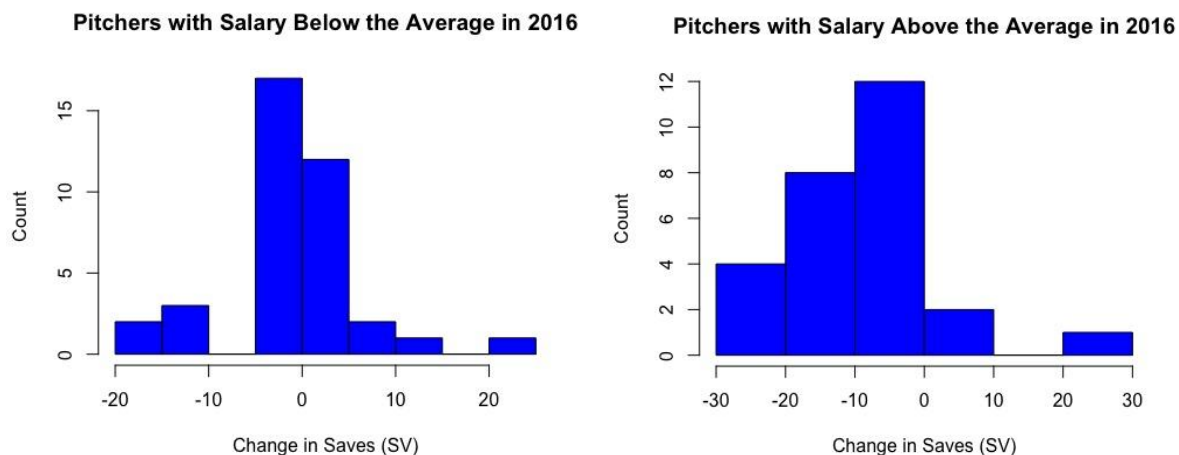 Pitchers with Salary Below the Average in 2016
15
10
5
0
Count
-20 -10 0 10 20
Change in Saves (SV)
Pitchers with Salary Above the Average in 2016
12
10
8
6
4
2
0
Count
-30 -20 -10 0 10 20 30
Change in Saves (SV)